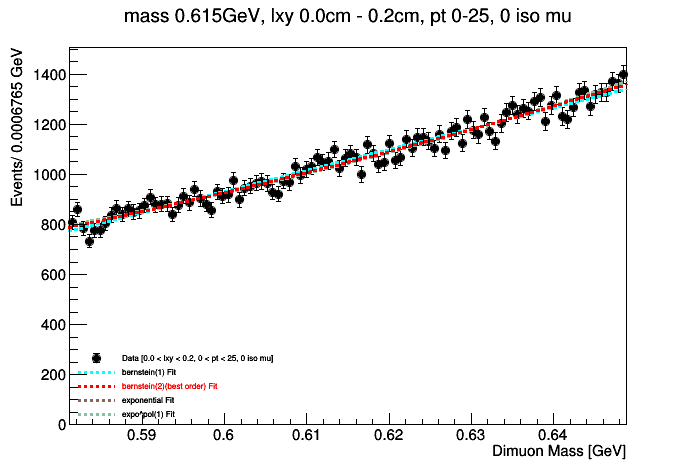 mass 0.615GeV, lxy 0.0cm - 0.2cm, pt 0-25, 0 iso mu
Events/ 0.0006765 GeV
1400
1200
1000
800
600
400
200
0
Data [0.0 < lxy < 0.2, 0 < pt < 25, 0 iso mu]
bernstein(1) Fit
bernstein(2)(best order) Fit
exponential Fit
expo*pol(1) Fit
0.59 0.6 0.61 0.62 0.63 0.64
Dimuon Mass [GeV]